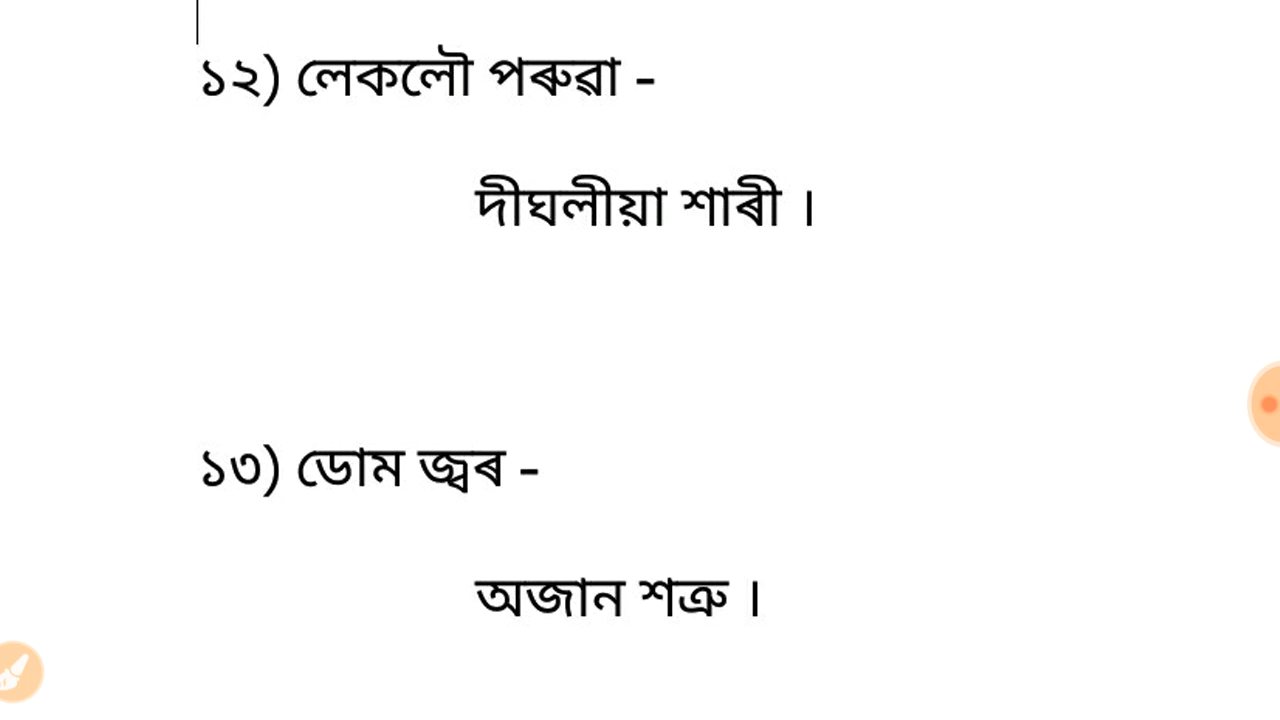 ১২) লেকলৌ পৰুৱা -
দীঘলীয়া শাৰী ।
১৩) ডোম জ্বৰ -
অজান শত্ৰু ।